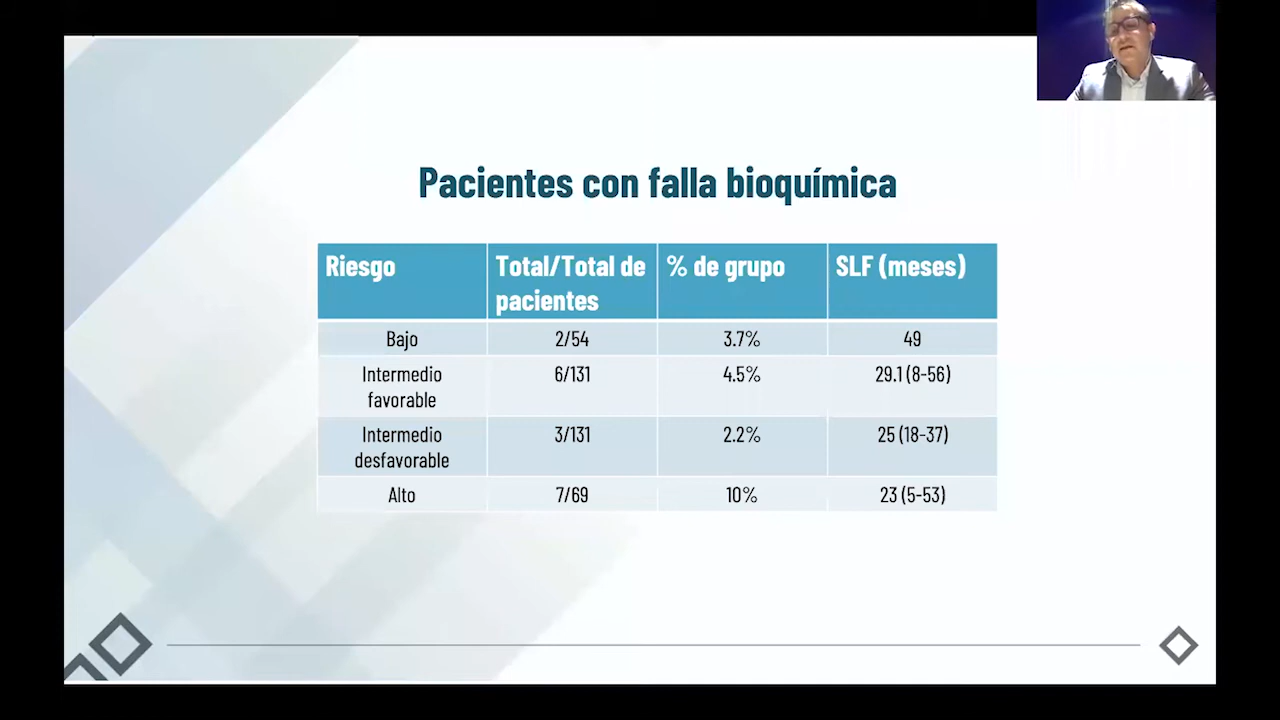 Pacientes con falla bioquímica
Riesgo
Total/Total de
pacientes
% de grupo
SLF (meses)
Bajo
2/54
3.7%
49
Intermedio
favorable
6/131
4.5%
29.1 (8-56)
Intermedio
desfavorable
3/131
2.2%
25 (18-37)
Alto
7/69
10%
23 (5-53)